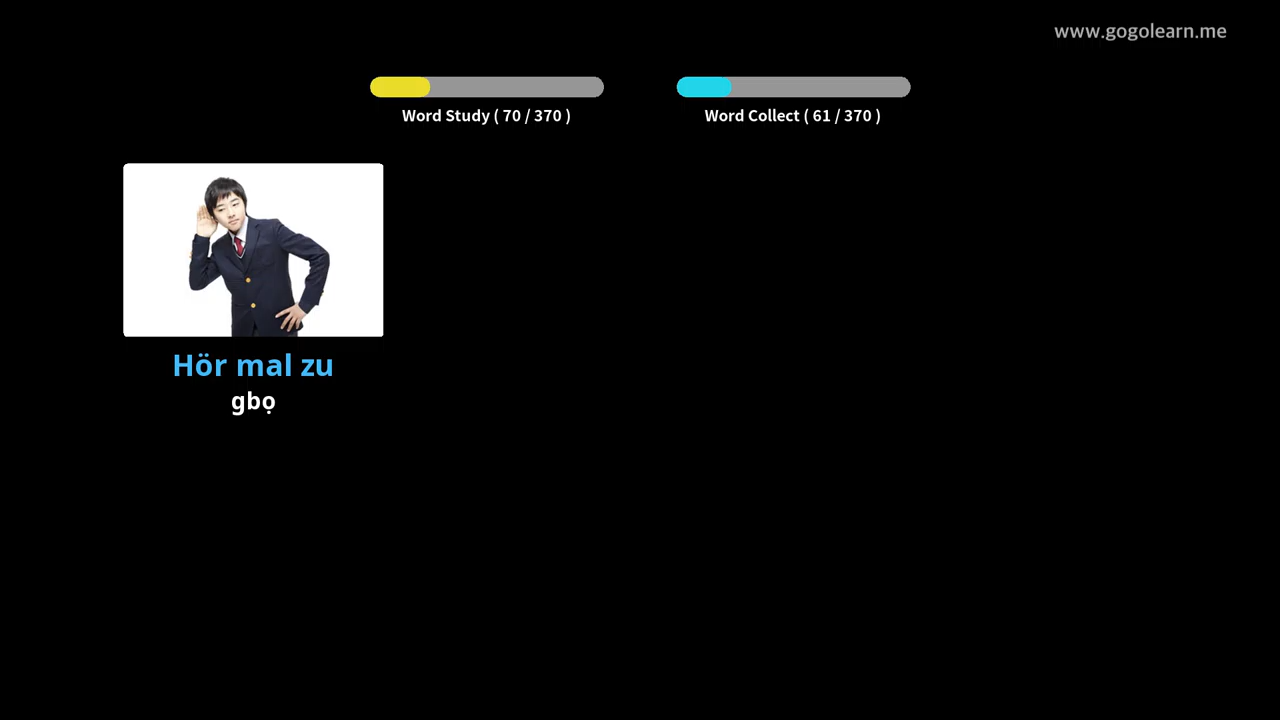 www.gogolearn.me
Word Study ( 70 / 370 )
Word Collect ( 61 / 370 )
Hör mal zu
gbọ